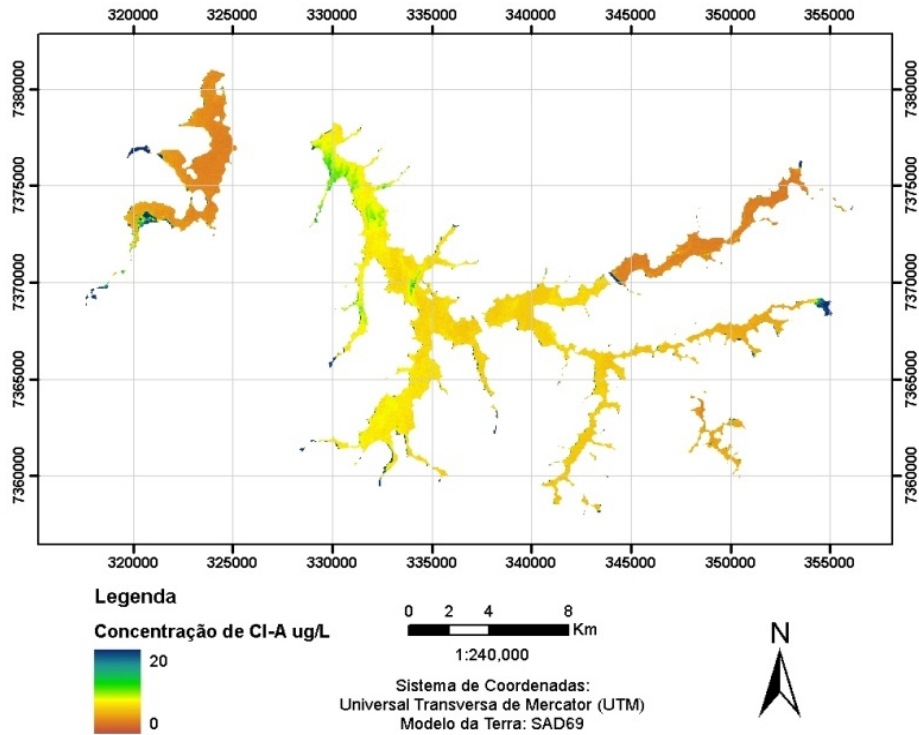 320000 325000 330000 335000 340000 345000 350000 355000
7380000 7380000
7375000 7375000
7370000 7370000
7365000 7365000
7360000 7360000
320000 325000 330000 335000 340000 345000 350000 355000
Legenda
Concentração de Cl-A ug/L
20
0
0 2 4 8
Km
1:240,000
Sistema de Coordenadas:
Universal Transversa de Mercator (UTM)
Modelo da Terra: SAD69
N